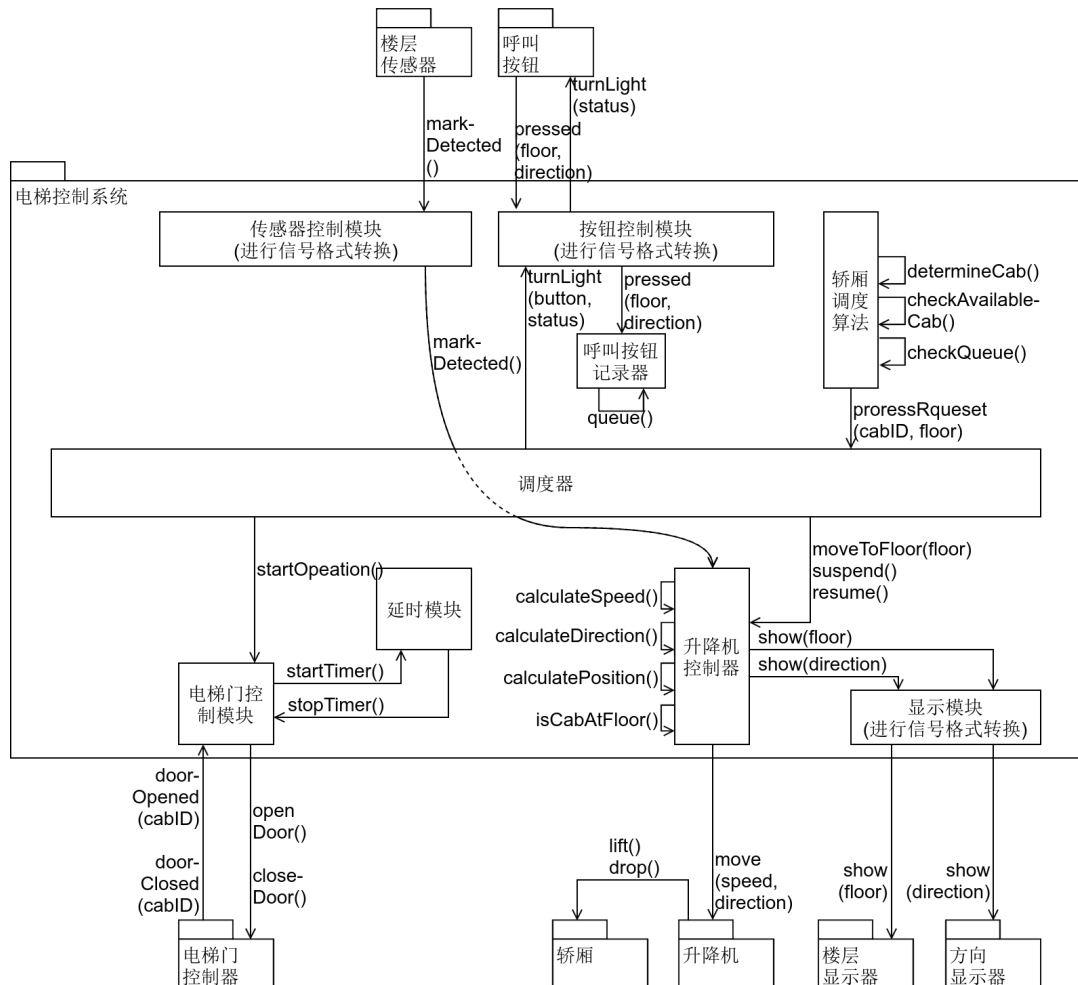 楼层
传感器
呼叫
按钮
turnLight
(status)
mark-
Detected
()
pressed
(floor,
direction)
电梯控制系统
传感器控制模块
(进行信号格式转换)
按钮控制模块
(进行信号格式转换)
轿厢
调度
算法
determineCab()
checkAvailable-
Cab()
checkQueue()
turnLight
(button,
status)
pressed
(floor,
direction)
mark-
Detected()
呼叫按钮
记录器
queue()
proressRqueset
(cabID, floor)
调度器
startOpeation()
延时模块
moveToFloor(floor)
suspend()
resume()
calculateSpeed()
calculateDirection()
calculatePosition()
isCabAtFloor()
升降机
控制器
show(floor)
show(direction)
电梯门控
制模块
startTimer()
stopTimer()
显示模块
(进行信号格式转换)
door-
Opened
(cabID)
open
Door()
door-
Closed
(cabID)
close-
Door()
lift()
drop()
move
(speed,
direction)
show
(floor)
show
(direction)
电梯门
控制器
轿厢
升降机
楼层
显示器
方向
显示器